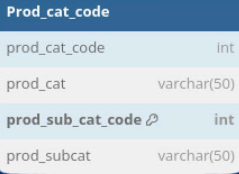 Prod_cat_code
prod_cat_code int
prod_cat varchar(50)
prod_sub_cat_code int
prod_subcat varchar(50)